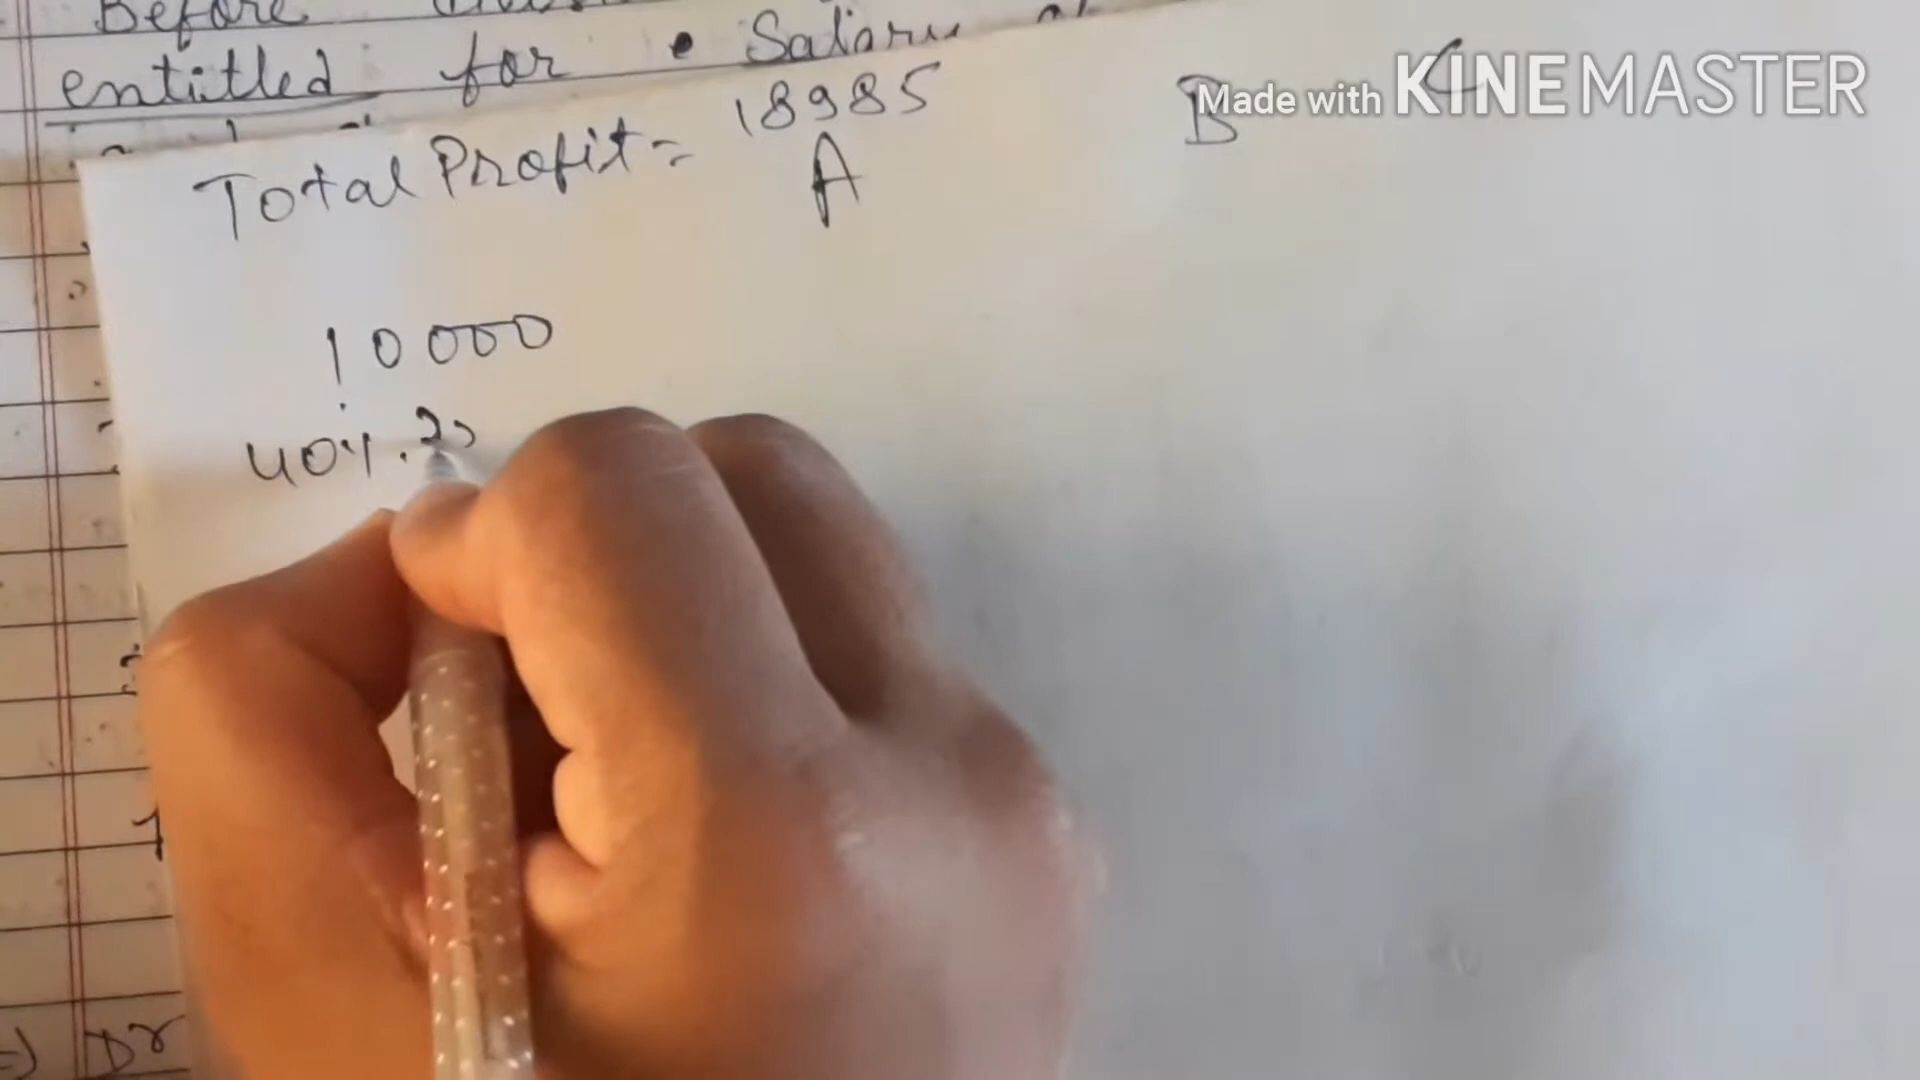 Before
entitled for • Salary
Total Profit = 18985
A B C
10000
40%.
Dr
Made with KINEMASTER